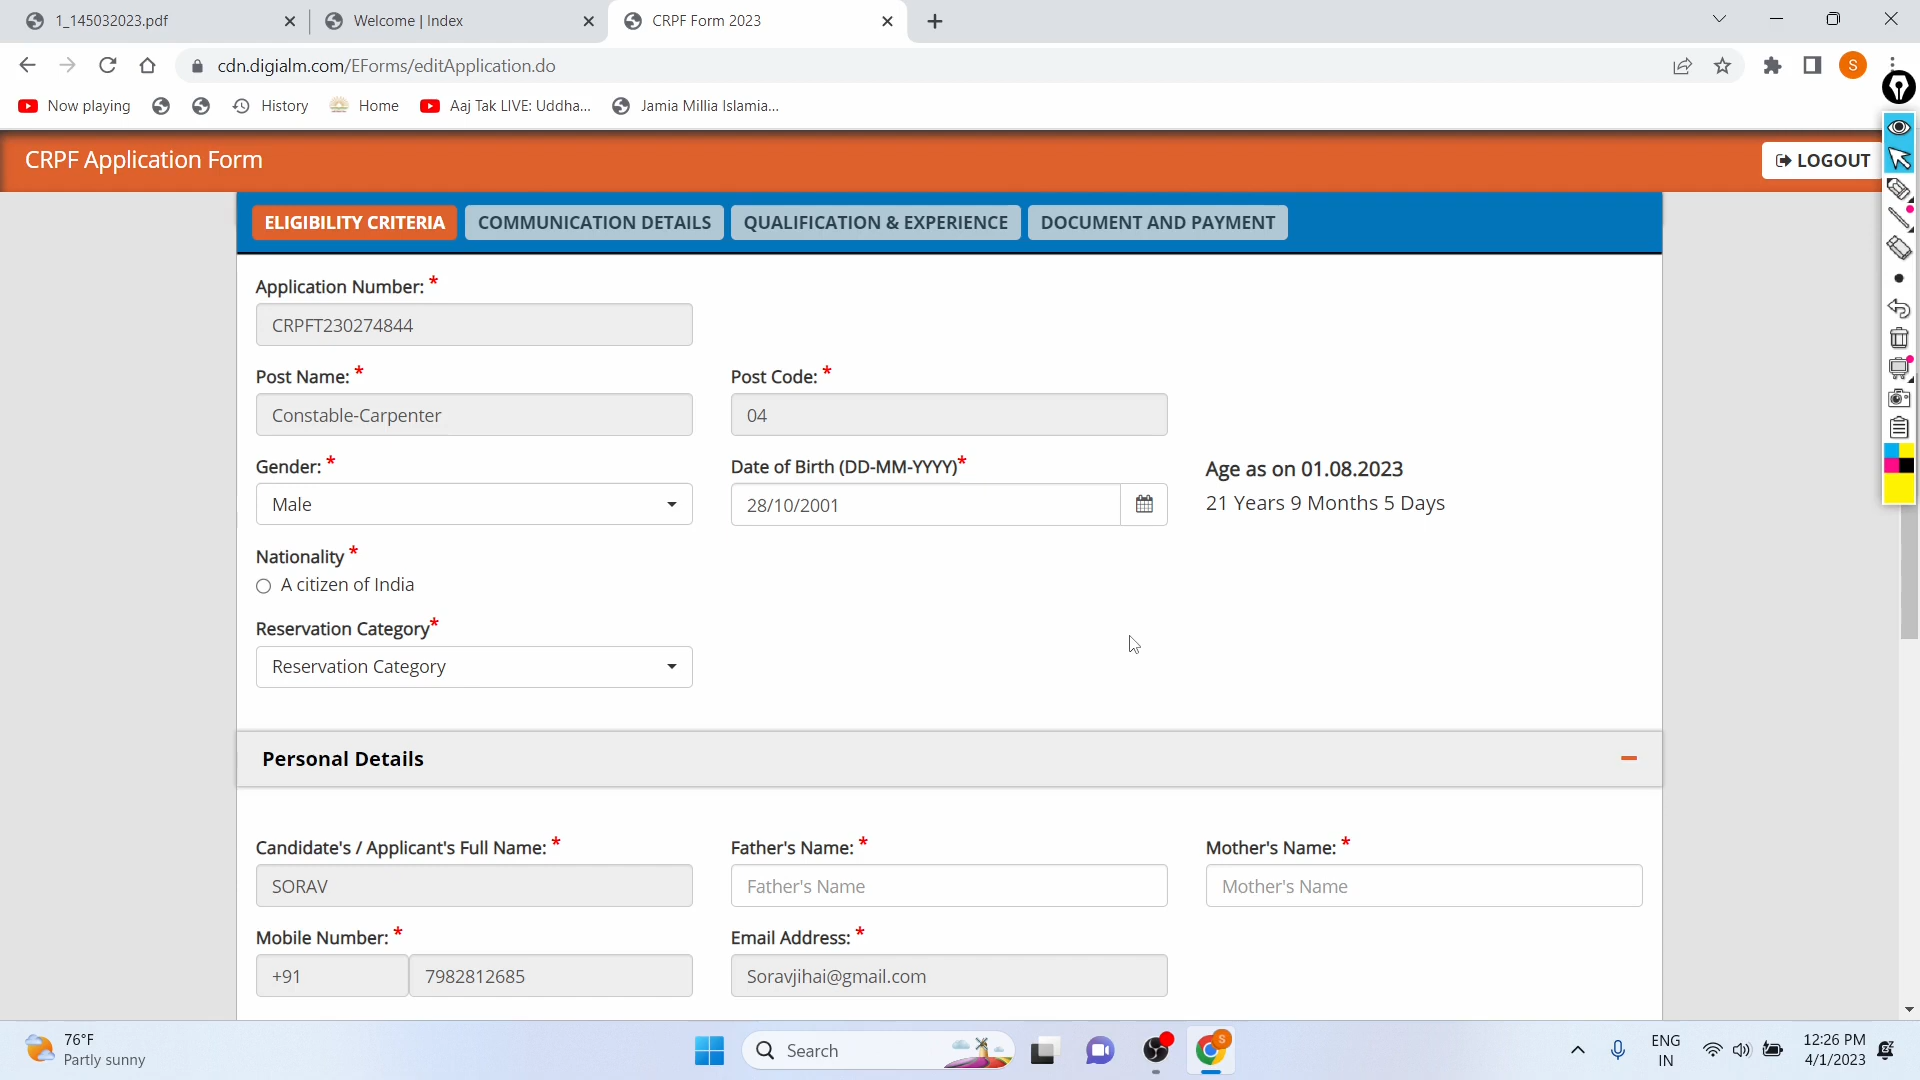 1_145032023.pdf
Welcome | Index
CRPF Form 2023
cdn.digialm.com/EForms/editApplication.do
S
Now playing
History
Home
Aaj Tak LIVE: Uddha...
Jamia Millia Islamia...
CRPF Application Form
LOGOUT
ELIGIBILITY CRITERIA
COMMUNICATION DETAILS
QUALIFICATION & EXPERIENCE
DOCUMENT AND PAYMENT
Application Number: *
CRPFT230274844
Post Name: *
Post Code: *
Constable-Carpenter
04
Gender: *
Date of Birth (DD-MM-YYYY)*
Age as on 01.08.2023
Male
28/10/2001
21 Years 9 Months 5 Days
Nationality *
A citizen of India
Reservation Category*
Reservation Category
Personal Details
Candidate's / Applicant's Full Name: *
Father's Name: *
Mother's Name: *
SORAV
Father's Name
Mother's Name
Mobile Number: *
Email Address: *
+91
7982812685
Soravjihai@gmail.com
76°F
Partly sunny
Search
S
ENG
IN
12:26 PM
4/1/2023